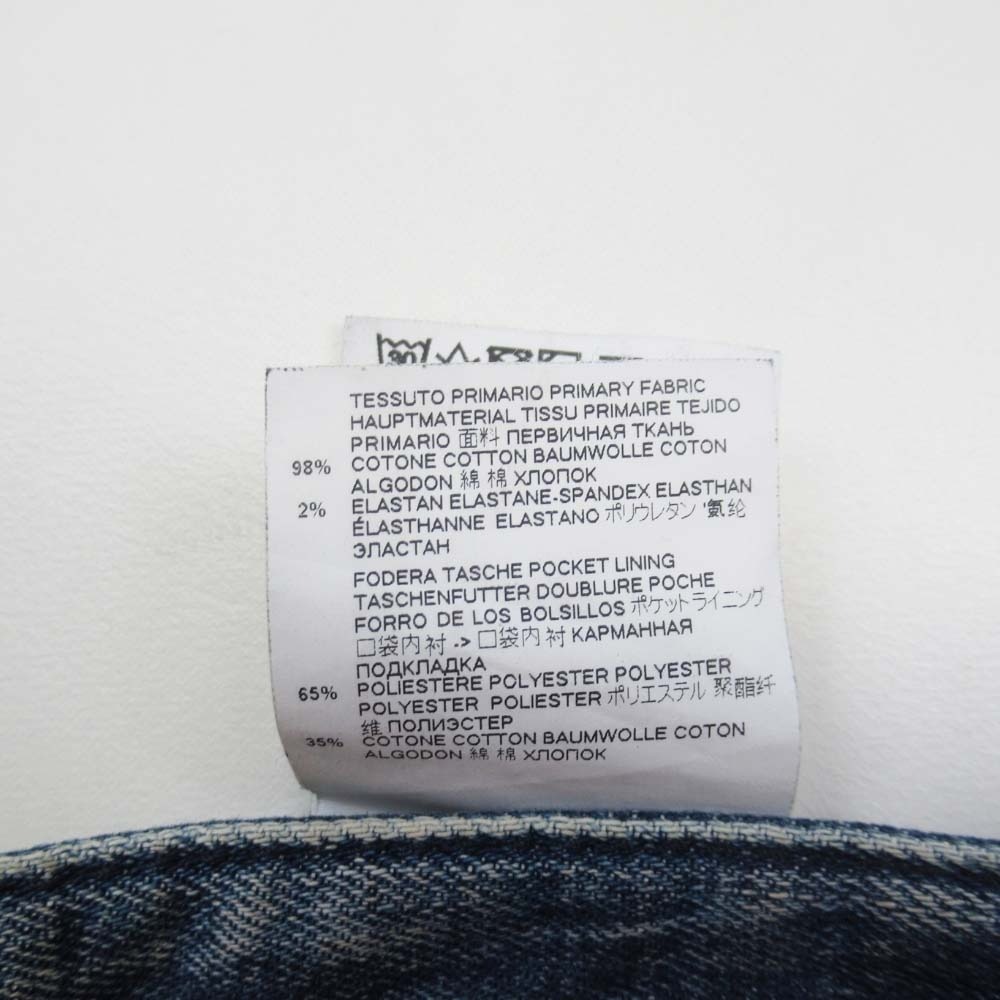 30
TESSUTO PRIMARIO PRIMARY FABRIC
HAUPTMATERIAL TISSU PRIMAIRE TEJIDO
PRIMARIO 面料 ПЕРВИЧНАЯ ТКАНЬ
98% COTONE COTTON BAUMWOLLE COTON
ALGODON 綿 棉 ХЛОПОК
2% ELASTAN ELASTANE-SPANDEX ELASTHAN
ÉLASTHANNE ELASTANO ポリウレタン '氨纶
ЭЛАСТАН
FODERA TASCHE POCKET LINING
TASCHENFUTTER DOUBLURE POCHE
FORRO DE LOS BOLSILLOS ポケットライニング
口袋内衬 -> 口袋内衬 КАРМАННАЯ
ПОДКЛАДКА
65% POLIESTERE POLYESTER POLYESTER
POLYESTER POLIESTER ポリエステル 聚酯纤
维 ПОЛИЭСТЕР
35% COTONE COTTON BAUMWOLLE COTON
ALGODON 綿 棉 ХЛОПОК